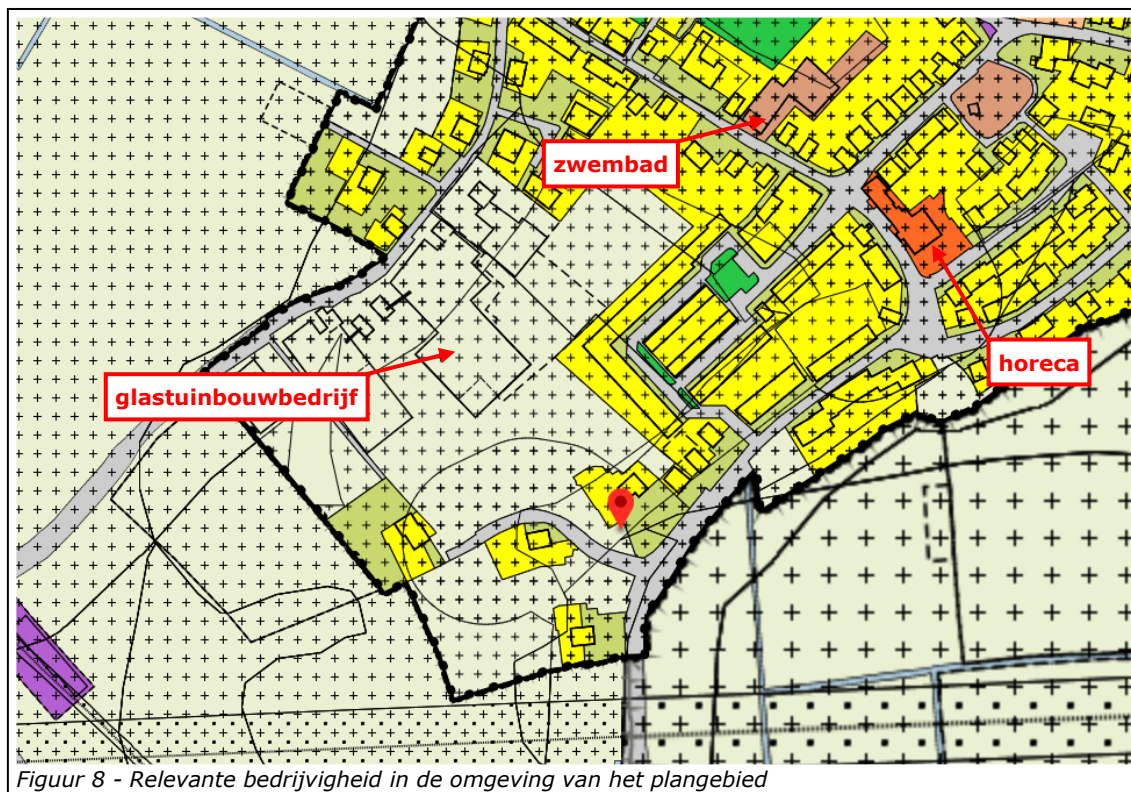 zwembad
horeca
glastuinbouwbedrijf
Figuur 8 - Relevante bedrijvigheid in de omgeving van het plangebied